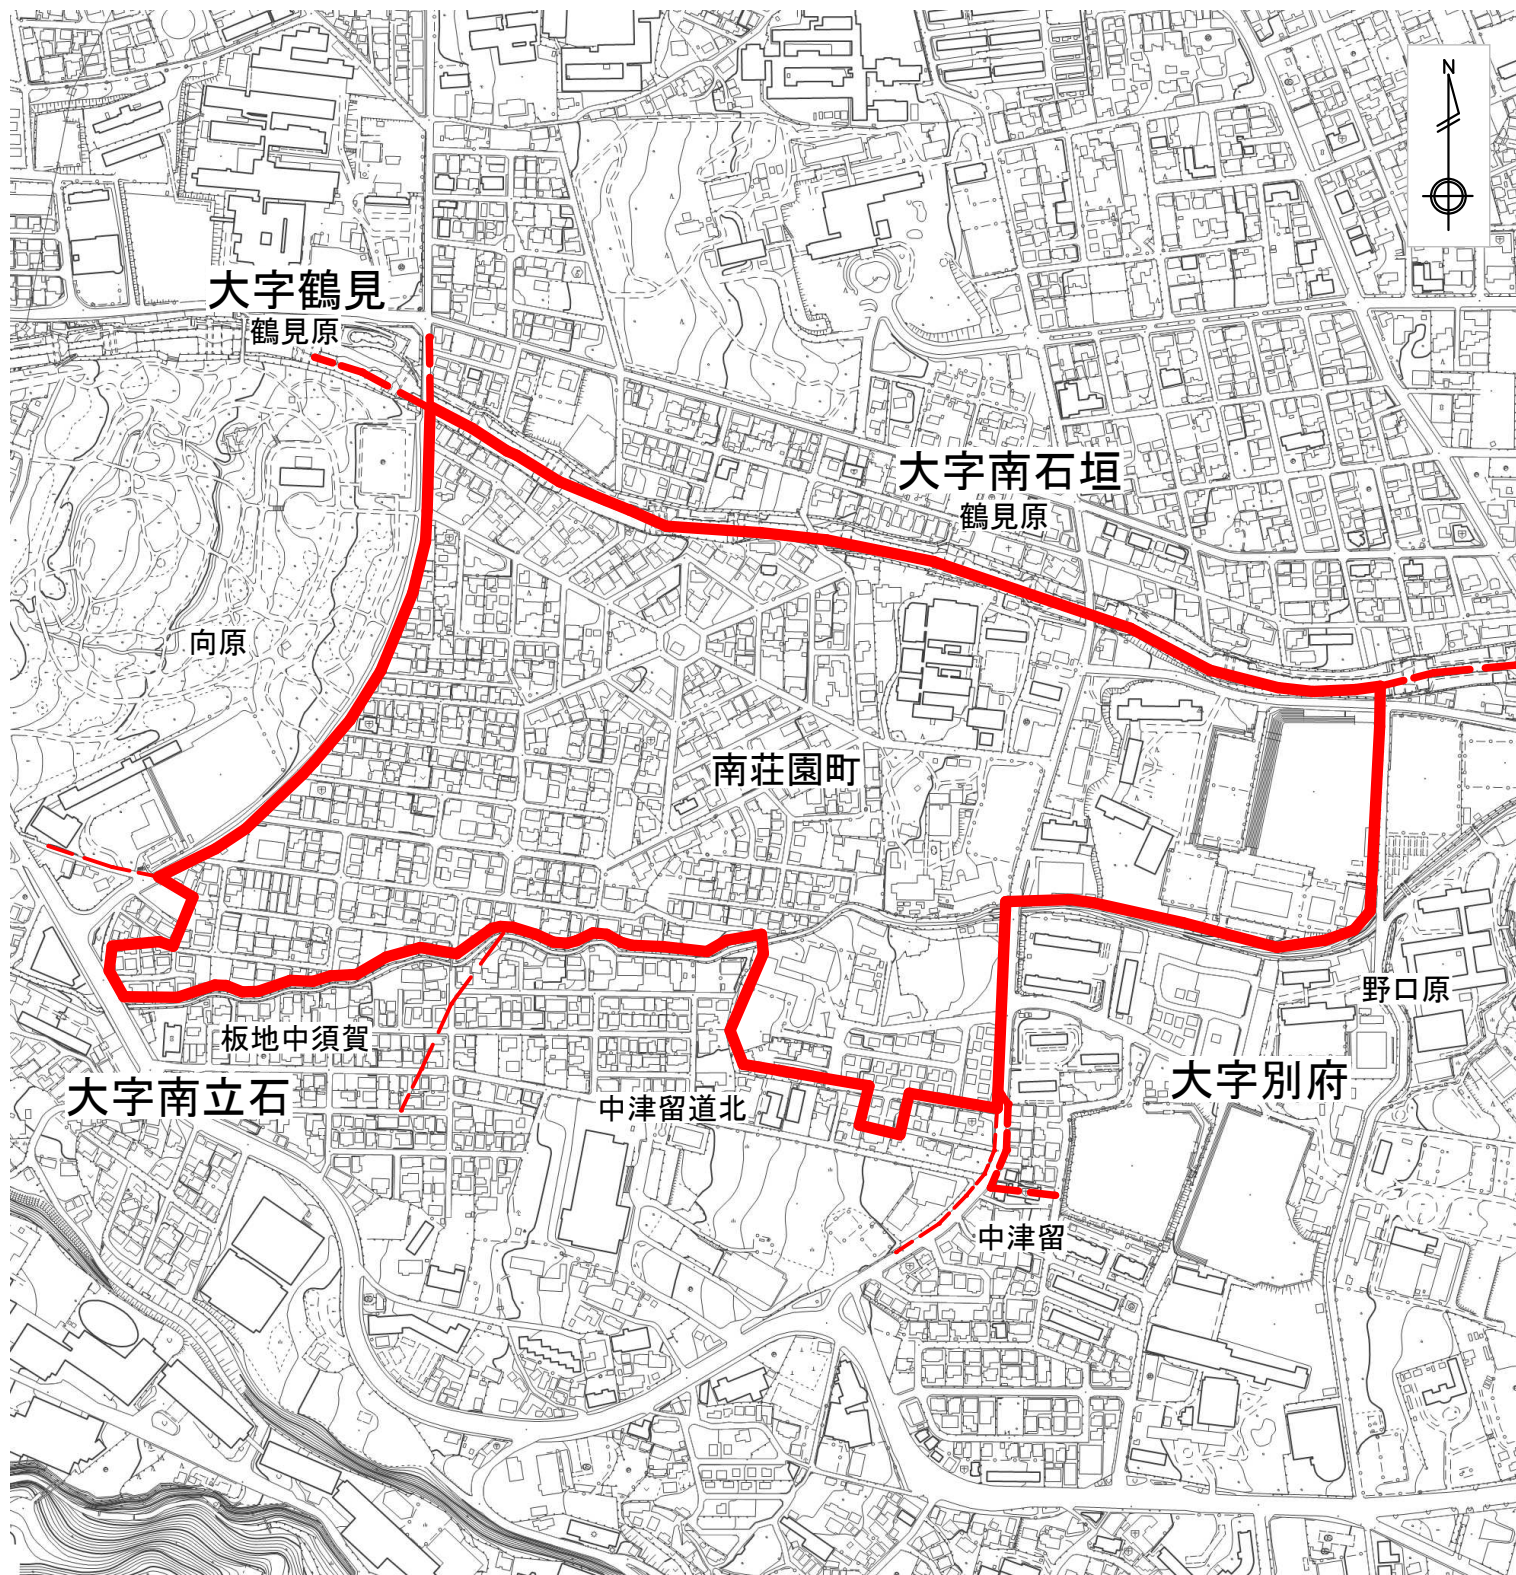 N
大字鶴見
鶴見原
大字南石垣
鶴見原
向原
南荘園町
野口原
板地中須賀
大字南立石
中津留道北
大字別府
中津留